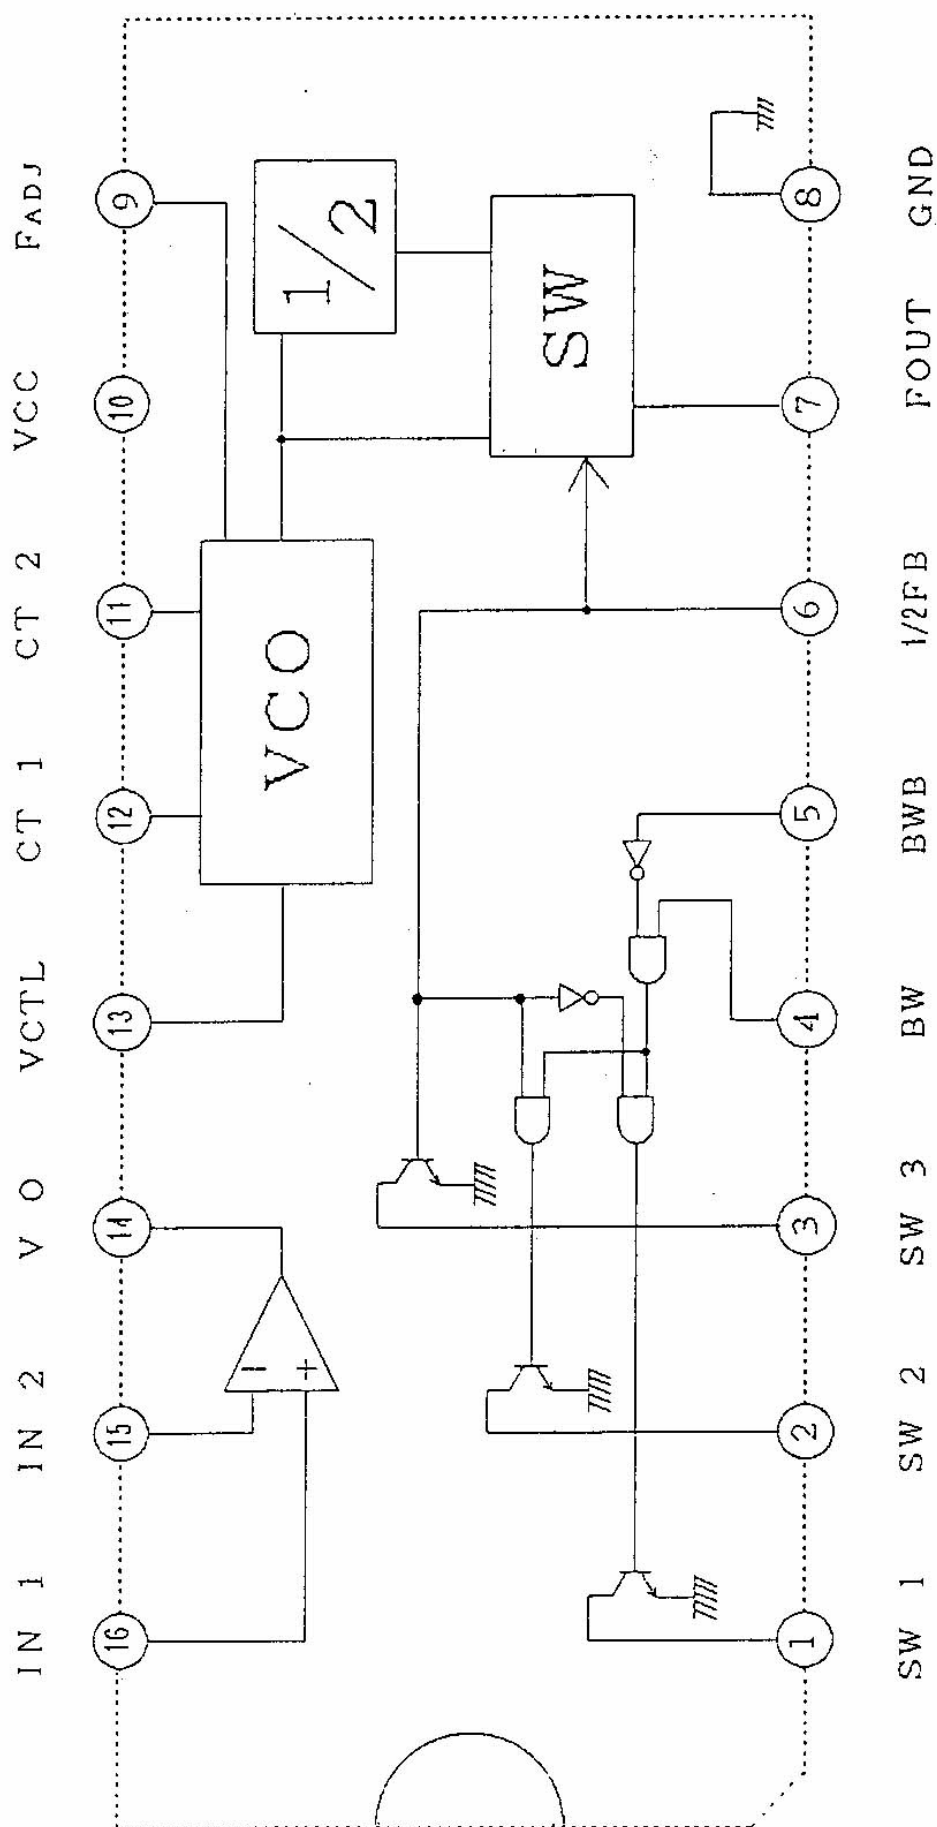 IN 1
IN 2
V O
VCTL
CT 1
CT 2
VCC
FADJ
16
15
14
13
12
11
10
9
- +
VCO
1/2
SW
1
2
3
4
5
6
7
8
SW 1
SW 2
SW 3
BW
BWB
1/2FB
FOUT
GND